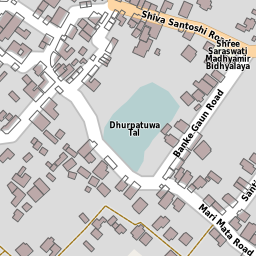 Shiva Santoshi Road
Shree
Saraswati
Madhyamir
Bidhyalaya
Dhurpatuwa
Tal
Banke Gaun Road
Mari Mata Road